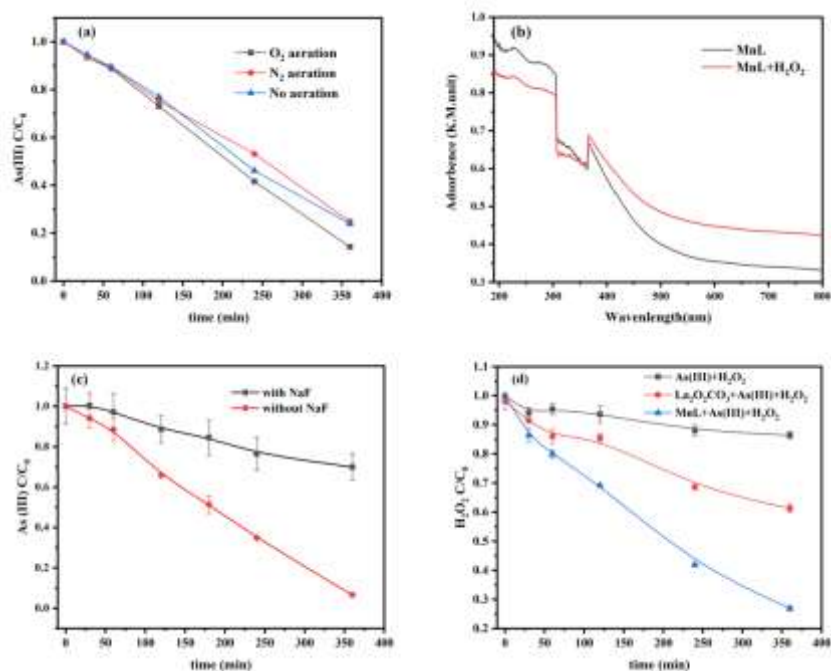 (a)
O₂ aeration
N₂ aeration
No aeration
As(III) C/C₀
1.0
0.8
0.6
0.4
0.2
0.0
0 50 100 150 200 250 300 350 400
time (min)
(b)
MnL
MnL+H₂O₂
Adsorbence (K.M.unit)
1.0
0.9
0.8
0.7
0.6
0.5
0.4
0.3
200 300 400 500 600 700 800
Wavelength(nm)
(c)
with NaF
without NaF
As (III) C/C₀
1.2
1.0
0.8
0.6
0.4
0.2
0.0
0 50 100 150 200 250 300 350 400
time (min)
(d)
As(III)+H₂O₂
La₂O₂CO₃+As(III)+H₂O₂
MnL+As(III)+H₂O₂
H₂O₂ C/C₀
1.1
1.0
0.9
0.8
0.7
0.6
0.5
0.4
0.3
0.2
0 50 100 150 200 250 300 350 400
time (min)